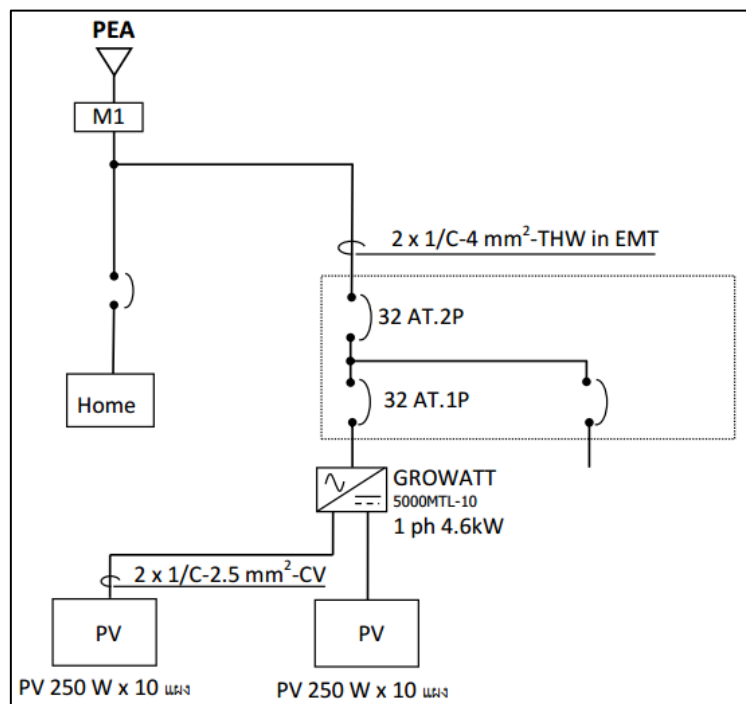 PEA
M1
2 x 1/C-4 mm²-THW in EMT
32 AT.2P
32 AT.1P
Home
GROWATT
5000MTL-10
1 ph 4.6kW
2 x 1/C-2.5 mm²-CV
PV
PV
PV 250 W x 10 แผง
PV 250 W x 10 แผง